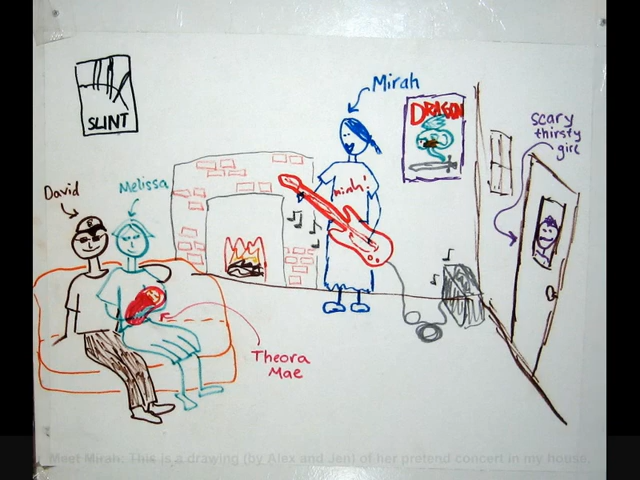 SLINT
Mirah
DRAGON
scary
thirsty
girl
David
Melissa
mirah!
Theora
Mae
Meet Mirah: This is a drawing (by Alex and Jen) of her pretend concert in my house.